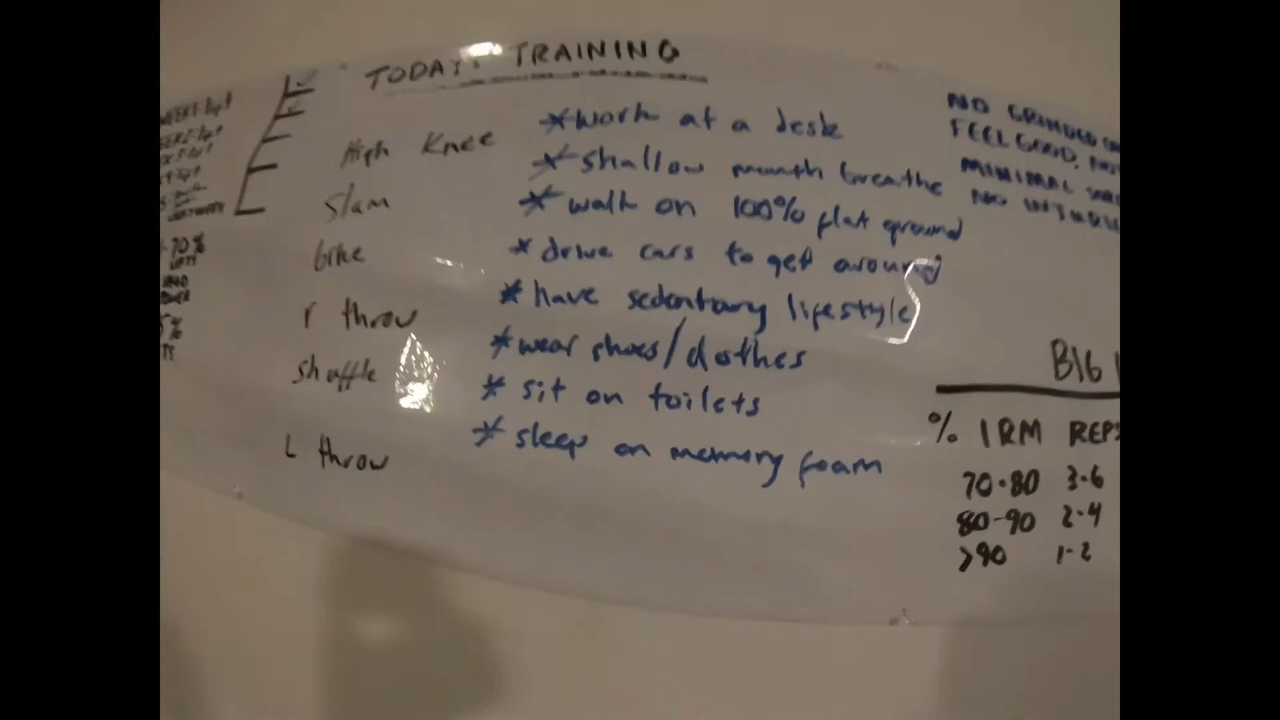 TODAY'S TRAINING
High Knee
slam
bike
r throw
shuffle
L throw
*work at a desk
*shallow mouth breathe
*walk on 100% flat ground
*drive cars to get around
*have sedentary lifestyle
*wear shoes/clothes
*sit on toilets
*sleep on memory foam
NO GRINDED
FEEL GOOD,
MINIMAL
NO
BIG
% 1RM REPS
70-80 3-6
80-90 2-4
>90 1-2
70%
%